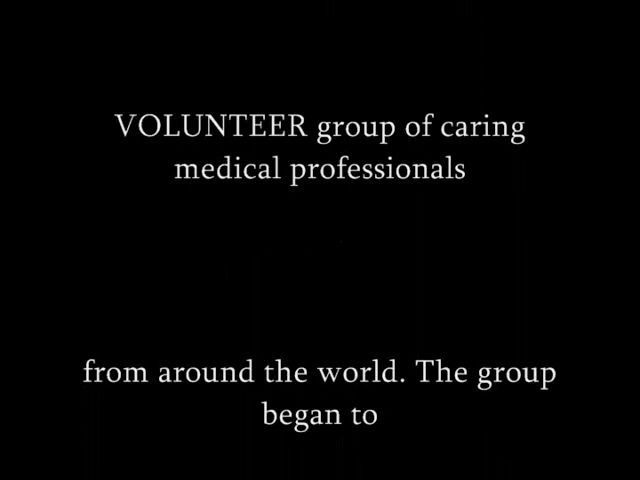 VOLUNTEER group of caring
medical professionals
from around the world. The group
began to